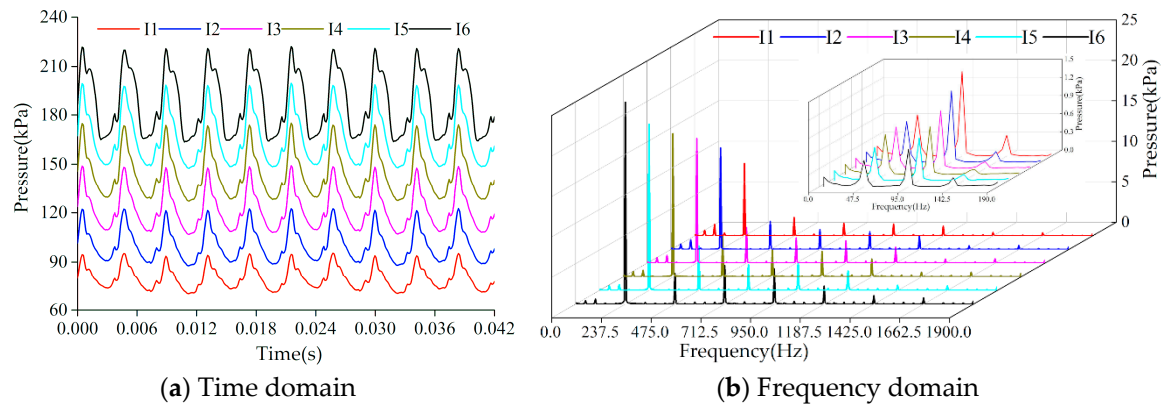 I1 I2 I3 I4 I5 I6
240
210
180
150
120
90
60
Pressure(kPa)
0.000 0.006 0.012 0.018 0.024 0.030 0.036 0.042
Time(s)
(a) Time domain
I1 I2 I3 I4 I5 I6
25
20
15
10
5
0
Pressure(kPa)
1.5
1.2
0.9
0.6
0.3
0.0
Pressure(kPa)
0.0 47.5 95.0 142.5 190.0
Frequency(Hz)
0.0 237.5 475.0 712.5 950.0 1187.5 1425.0 1662.5 1900.0
Frequency(Hz)
(b) Frequency domain